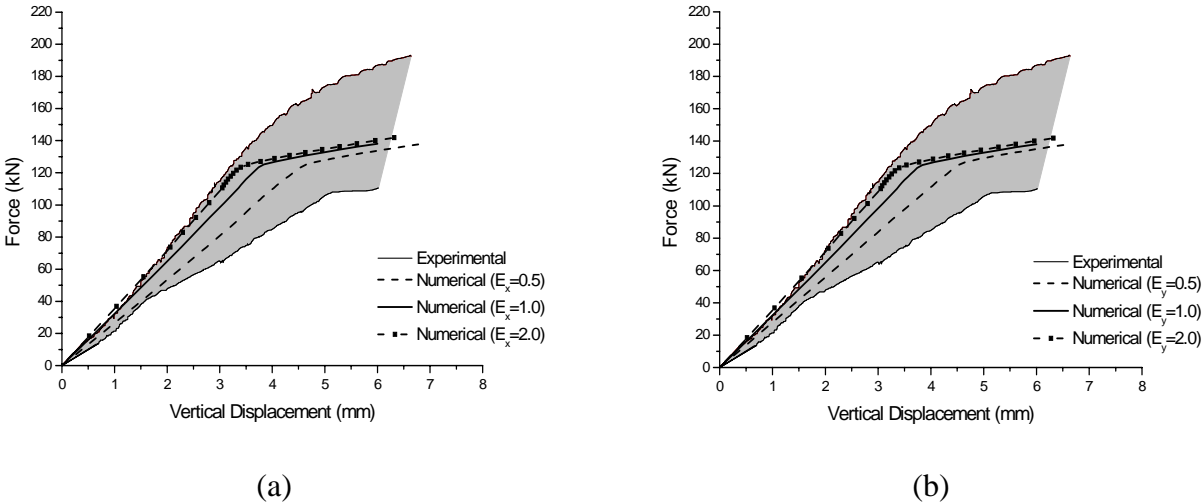 220
200
180
160
140
120
100
80
60
40
20
0
Force (kN)
0 1 2 3 4 5 6 7 8
Vertical Displacement (mm)
Experimental
Numerical (Eₓ=0.5)
Numerical (Eₓ=1.0)
Numerical (Eₓ=2.0)
(a)
220
200
180
160
140
120
100
80
60
40
20
0
Force (kN)
0 1 2 3 4 5 6 7 8
Vertical Displacement (mm)
Experimental
Numerical (E_y=0.5)
Numerical (E_y=1.0)
Numerical (E_y=2.0)
(b)